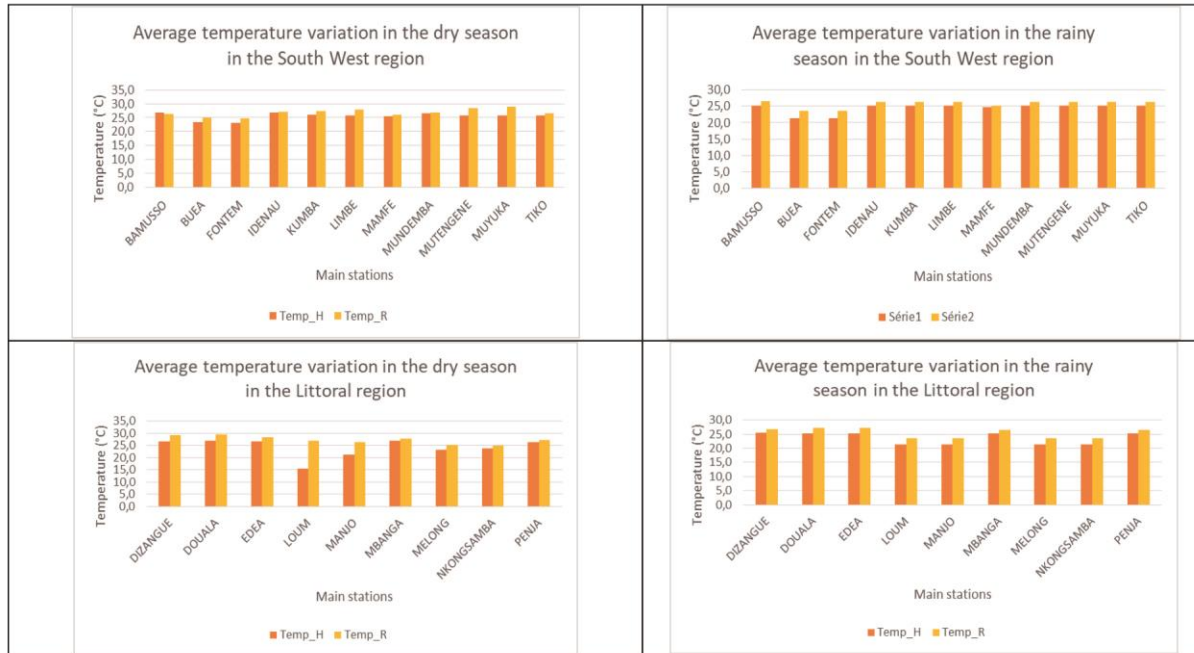 Average temperature variation in the dry season
in the South West region
Temperature (°C)
35,0
30,0
25,0
20,0
15,0
10,0
5,0
0,0
BAMUSSO
BUEA
FONTEM
IDENAU
KUMBA
LIMBE
MAMFE
MUNDEMBA
MUTENGENE
MUYUKA
TIKO
Main stations
Temp_H Temp_R
Average temperature variation in the rainy
season in the South West region
Temperature (°C)
30,0
25,0
20,0
15,0
10,0
5,0
0,0
BAMUSSO
BUEA
FONTEM
IDENAU
KUMBA
LIMBE
MAMFE
MUNDEMBA
MUTENGENE
MUYUKA
TIKO
Main stations
Série1 Série2
Average temperature variation in the dry season
in the Littoral region
Temperature (°C)
35,0
30,0
25,0
20,0
15,0
10,0
5,0
0,0
DIZANGUE
DOUALA
EDEA
LOUM
MANJO
MBANGA
MELONG
NKONGSAMBA
PENJA
Main stations
Temp_H Temp_R
Average temperature variation in the rainy
season in the Littoral region
Temperature (°C)
30,0
25,0
20,0
15,0
10,0
5,0
0,0
DIZANGUE
DOUALA
EDEA
LOUM
MANJO
MBANGA
MELONG
NKONGSAMBA
PENJA
Main stations
Temp_H Temp_R